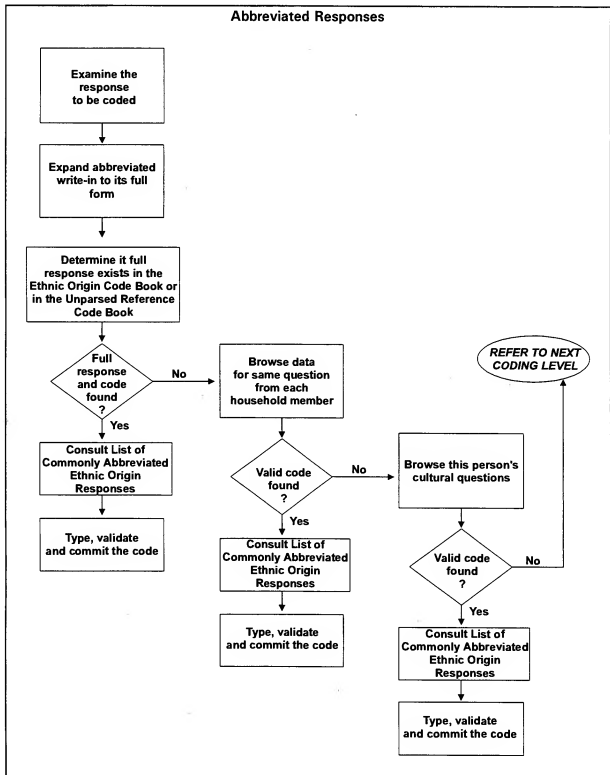 Abbreviated Responses
Examine the
response
to be coded
Expand abbreviated
write-in to its full
form
Determine it full
response exists in the
Ethnic Origin Code Book or
in the Unparsed Reference
Code Book
Full
response
and code
found
?
No
Yes
Consult List of
Commonly Abbreviated
Ethnic Origin
Responses
Type, validate
and commit the code
Browse data
for same question
from each
household member
Valid code
found
?
No
Yes
Consult List of
Commonly Abbreviated
Ethnic Origin
Responses
Type, validate
and commit the code
REFER TO NEXT
CODING LEVEL
Browse this person's
cultural questions
Valid code
found
?
No
Yes
Consult List of
Commonly Abbreviated
Ethnic Origin
Responses
Type, validate
and commit the code